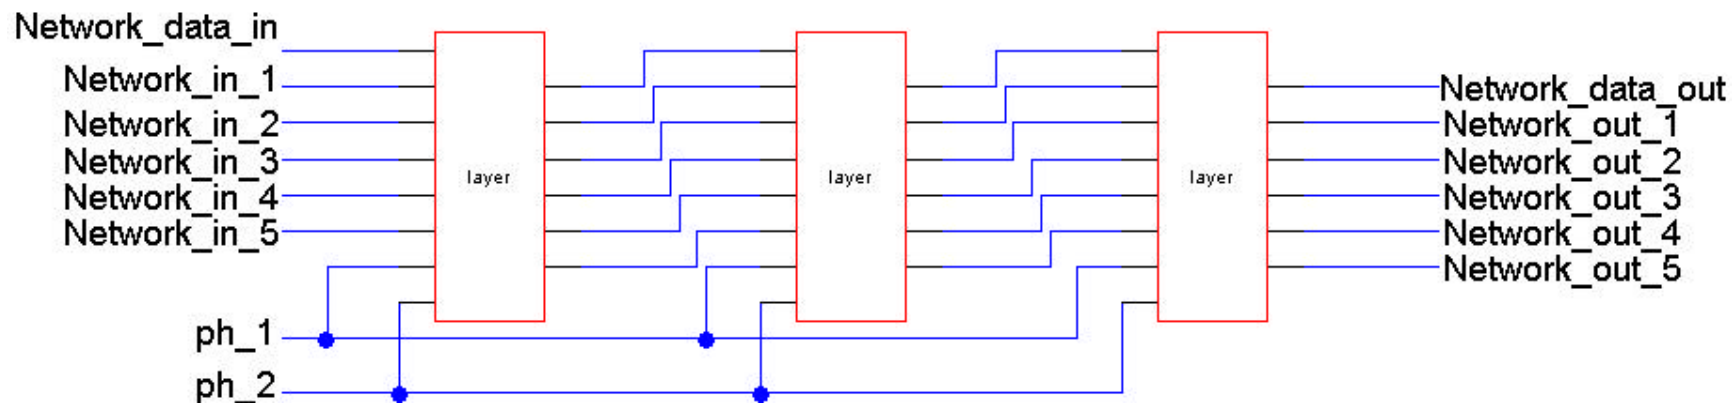 Network_data_in
Network_in_1
Network_in_2
Network_in_3
Network_in_4
Network_in_5
ph_1
ph_2
layer
layer
layer
Network_data_out
Network_out_1
Network_out_2
Network_out_3
Network_out_4
Network_out_5